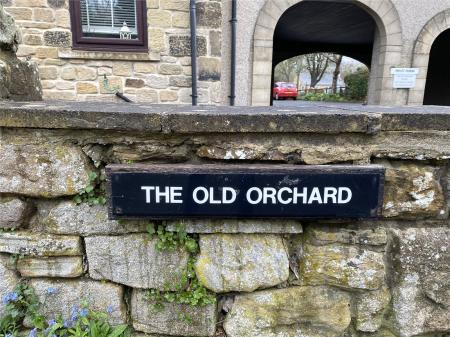 THE OLD ORCHARD